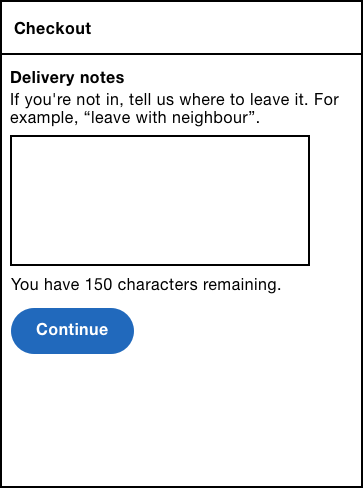 Checkout
Delivery notes
If you're not in, tell us where to leave it. For
example, “leave with neighbour”.
You have 150 characters remaining.
Continue